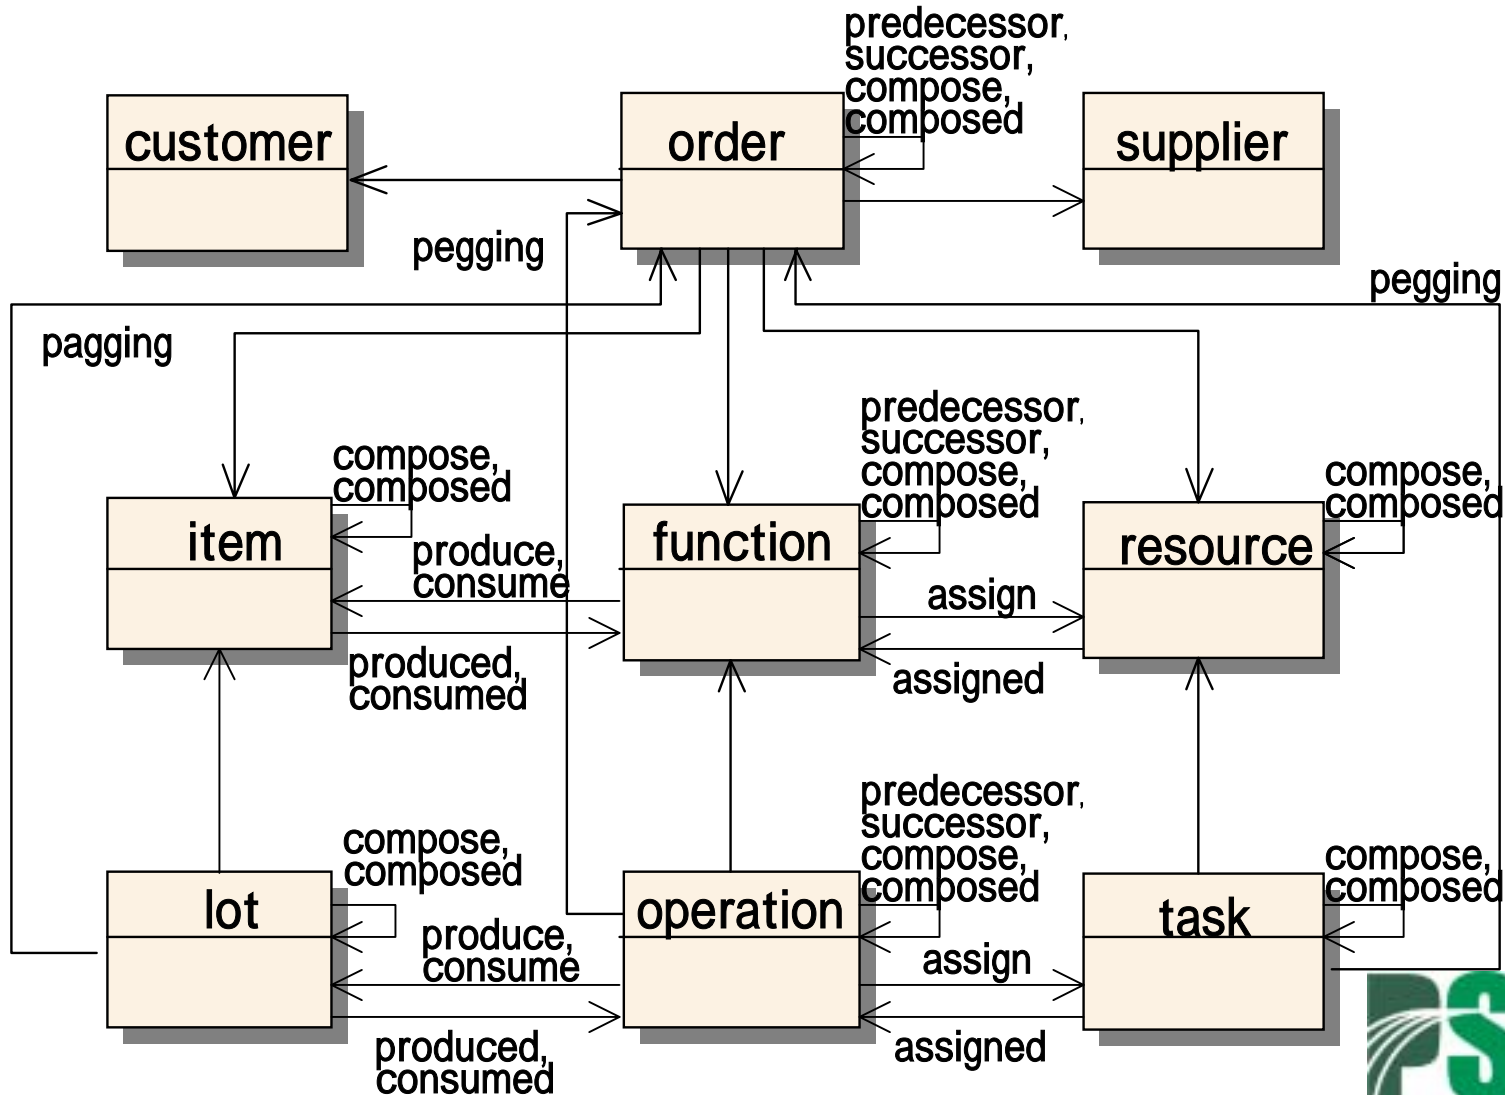 predecessor,
successor,
compose,
composed
customer
order
supplier
pegging
pegging
pagging
predecessor,
successor,
compose,
composed
compose,
composed
compose,
composed
item
function
resource
produce,
consume
assign
produced,
consumed
assigned
predecessor,
successor,
compose,
composed
compose,
composed
compose,
composed
lot
operation
task
produce,
consume
assign
produced,
consumed
assigned
PS